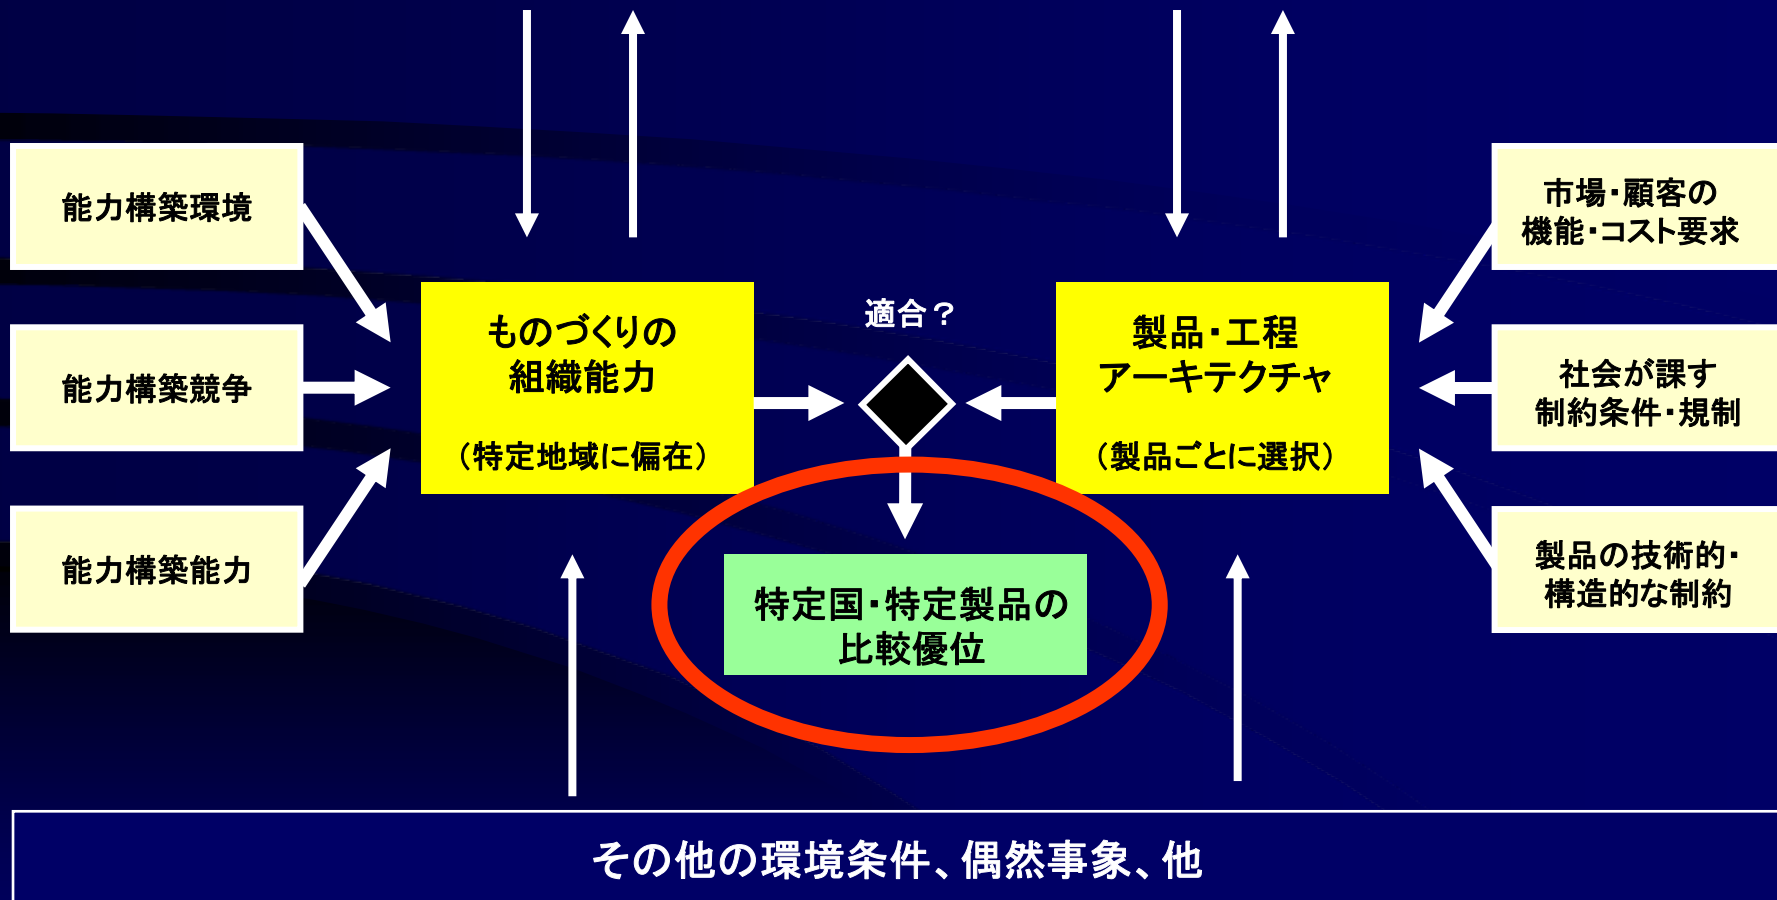 能力構築環境
能力構築競争
能力構築能力
ものづくりの
組織能力
(特定地域に偏在)
適合?
製品・工程
アーキテクチャ
(製品ごとに選択)
特定国・特定製品の
比較優位
市場・顧客の
機能・コスト要求
社会が課す
制約条件・規制
製品の技術的・
構造的な制約
その他の環境条件、偶然事象、他